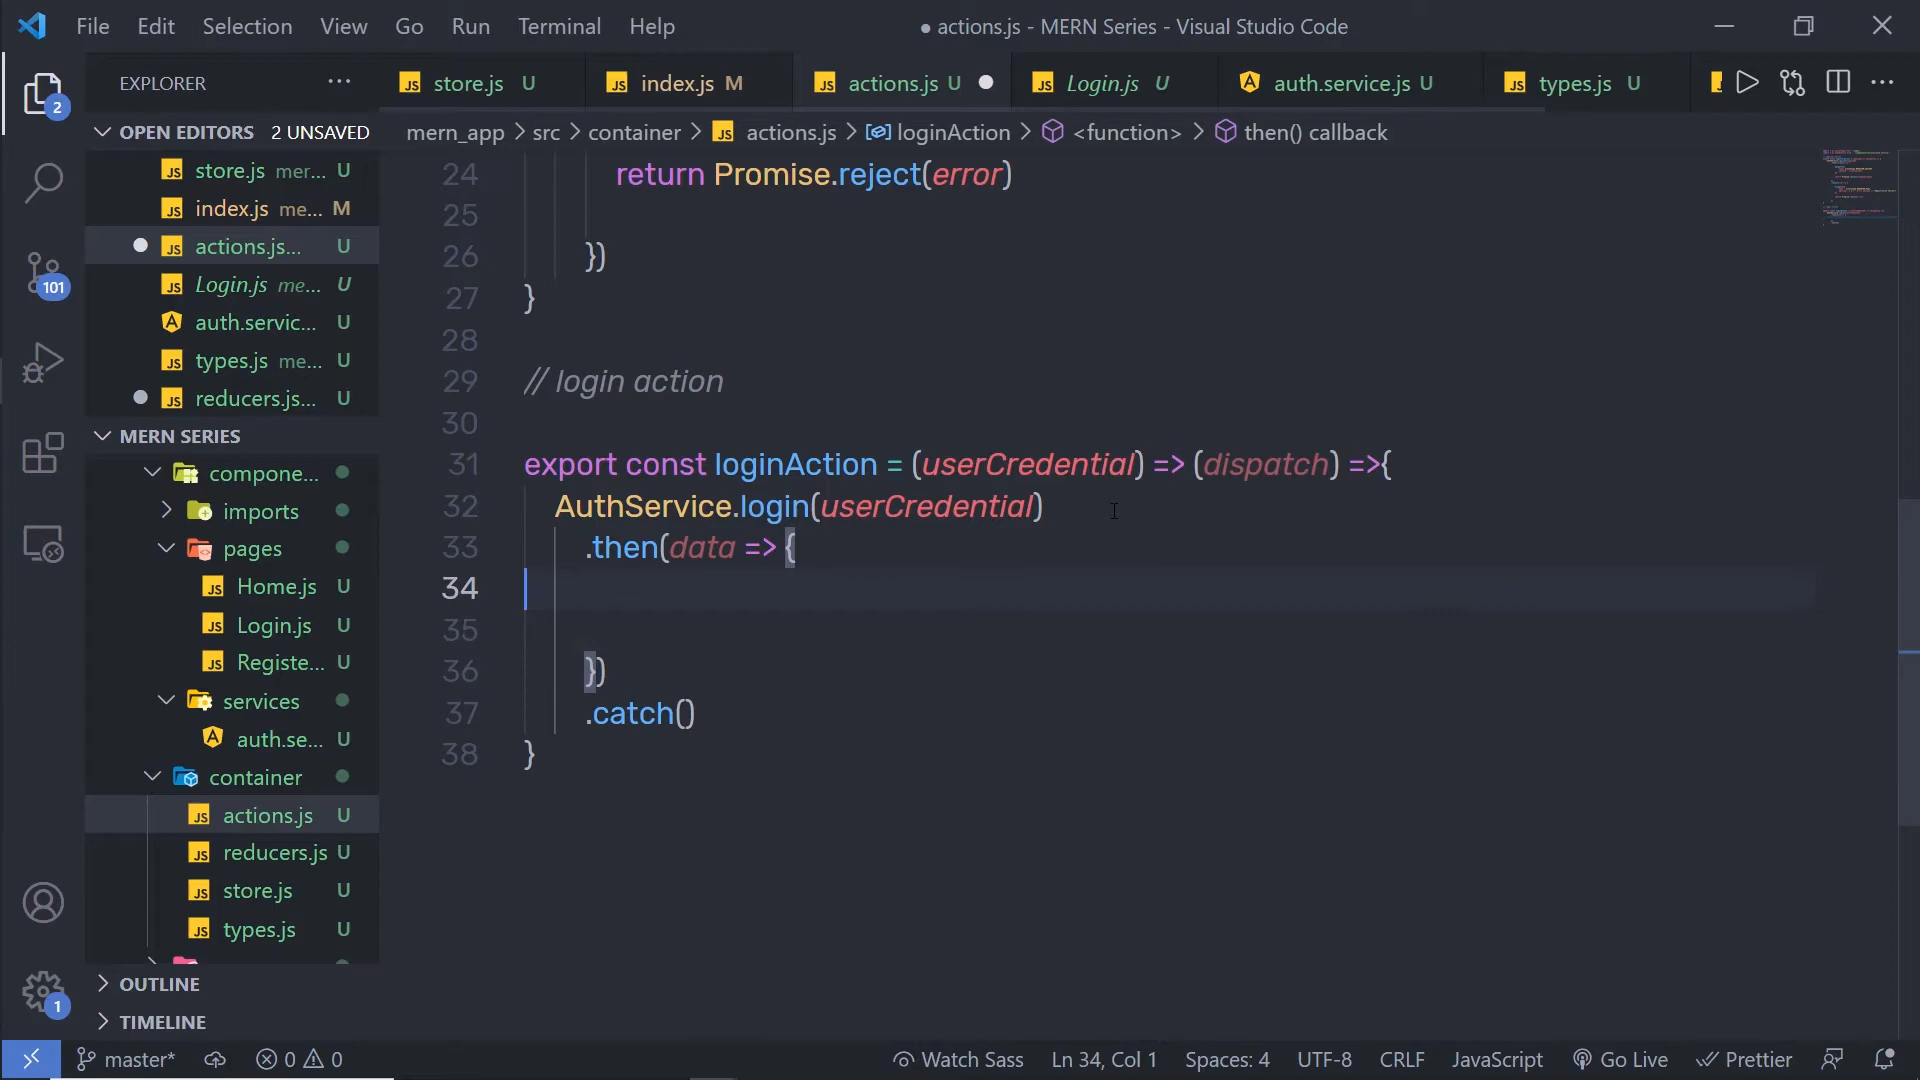 File Edit Selection View Go Run Terminal Help
● actions.js - MERN Series - Visual Studio Code
EXPLORER ...
store.js U
index.js M
actions.js U
Login.js U
auth.service.js U
types.js U
OPEN EDITORS 2 UNSAVED
mern_app > src > container > actions.js > loginAction > <function> > then() callback
2
store.js mer... U
index.js me... M
actions.js... U
Login.js me... U
auth.servic... U
types.js me... U
reducers.js... U
101
MERN SERIES
compone...
imports
pages
Home.js U
Login.js U
Registe... U
services
auth.se... U
container
actions.js U
reducers.js U
store.js U
types.js U
OUTLINE
TIMELINE
1
24 return Promise.reject(error)
25
26 })
27 }
28
29 // login action
30
31 export const loginAction = (userCredential) => (dispatch) =>{
32 AuthService.login(userCredential)
33 .then(data => {
34
35
36 })
37 .catch()
38 }
master* 0 0 Watch Sass Ln 34, Col 1 Spaces: 4 UTF-8 CRLF JavaScript Go Live Prettier